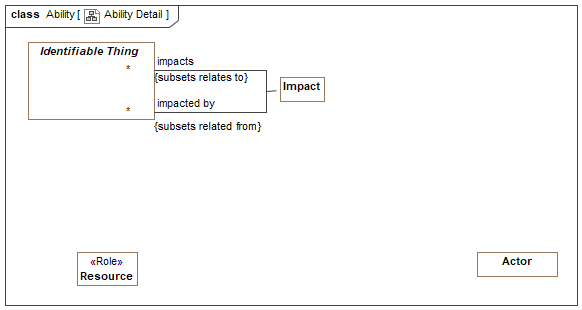 class Ability [ Ability Detail ]
Identifiable Thing
* impacts
{subsets relates to}
Impact
* impacted by
{subsets related from}
«Role»
Resource
Actor